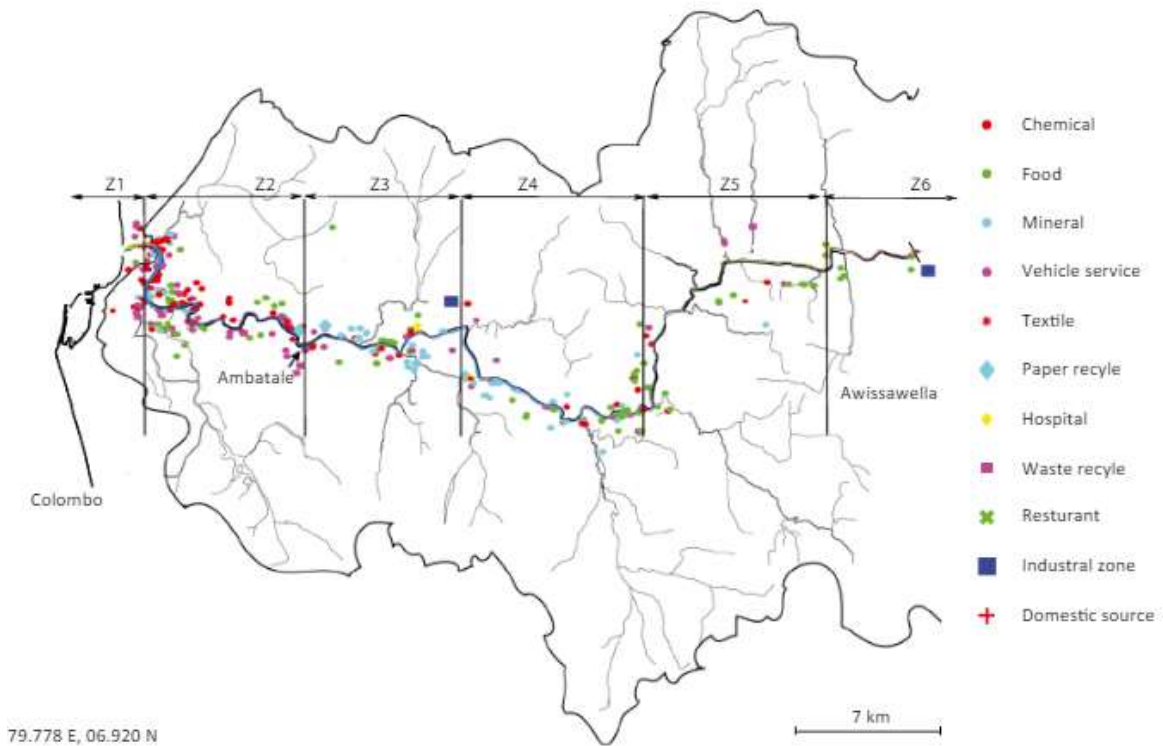 Z1
Z2
Z3
Z4
Z5
Z6
Ambatale
Awissawella
Colombo
Chemical
Food
Mineral
Vehicle service
Textile
Paper recyle
Hospital
Waste recyle
Resturant
Industral zone
Domestic source
79.778 E, 06.920 N
7 km